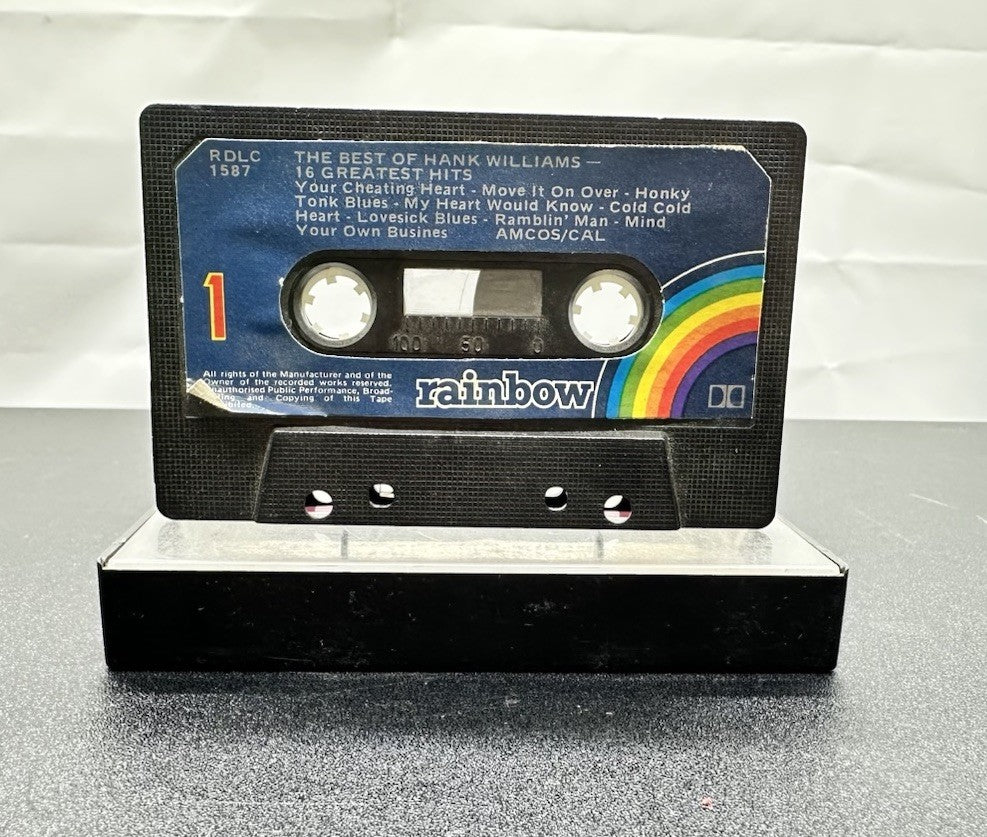 RDLC
1587
THE BEST OF HANK WILLIAMS —
16 GREATEST HITS
Your Cheating Heart - Move It On Over - Honky
Tonk Blues - My Heart Would Know - Cold Cold
Heart - Lovesick Blues - Ramblin' Man - Mind
Your Own Busines AMCOS/CAL
1
100 50 0
All rights of the Manufacturer and of the
Owner of the recorded works reserved.
Unauthorised Public Performance, Broad-
and Copying of this Tape
rainbow